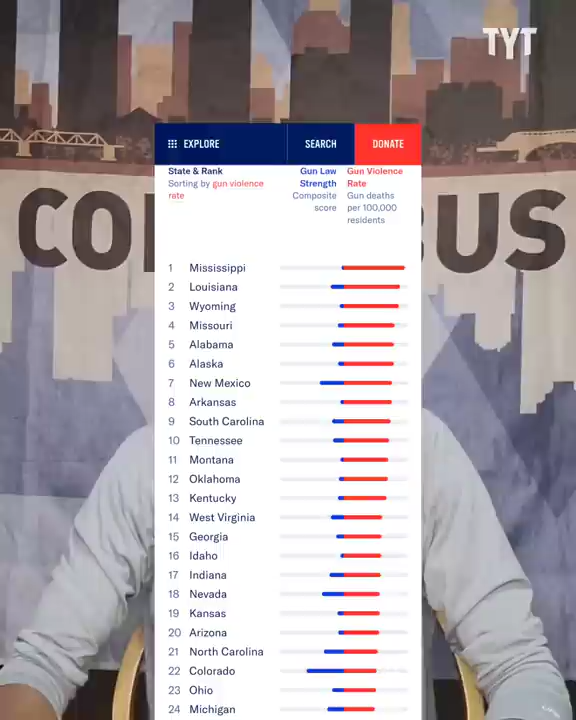 TYT
EXPLORE
SEARCH
DONATE
State & Rank
Sorting by gun violence
rate
Gun Law
Strength
Composite
score
Gun Violence
Rate
Gun deaths
per 100,000
residents
CO
BUS
1 Mississippi
2 Louisiana
3 Wyoming
4 Missouri
5 Alabama
6 Alaska
7 New Mexico
8 Arkansas
9 South Carolina
10 Tennessee
11 Montana
12 Oklahoma
13 Kentucky
14 West Virginia
15 Georgia
16 Idaho
17 Indiana
18 Nevada
19 Kansas
20 Arizona
21 North Carolina
22 Colorado
23 Ohio
24 Michigan